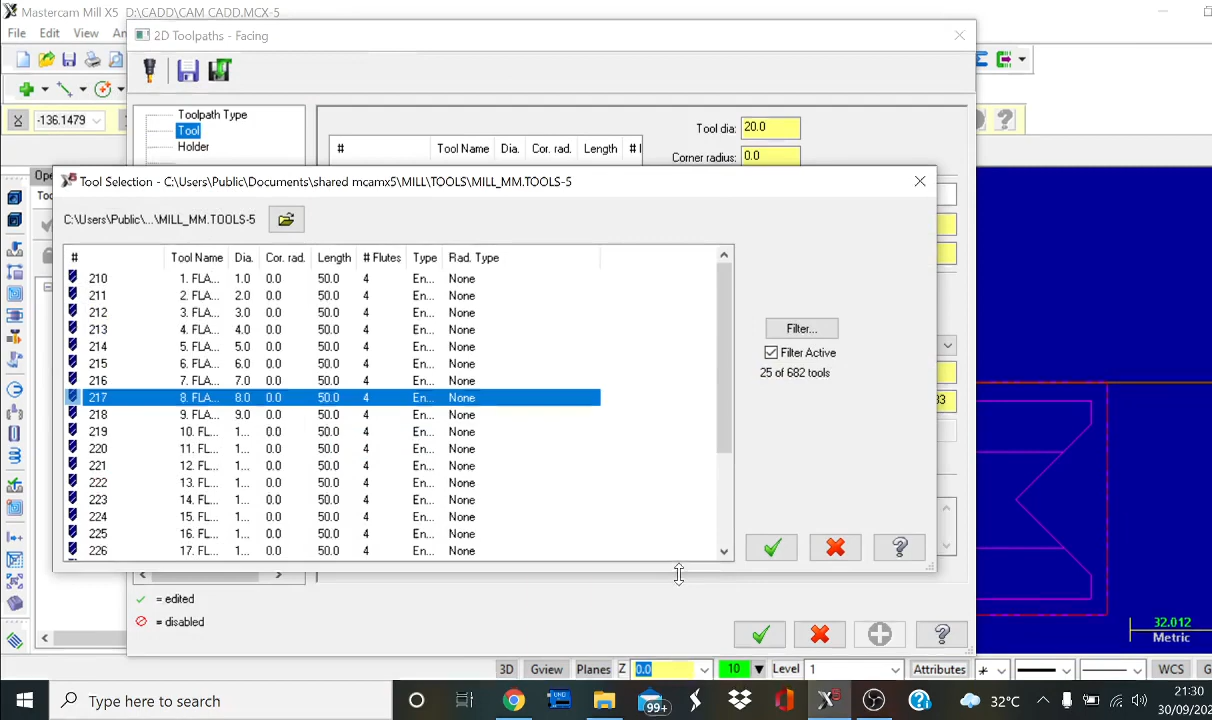 Mastercam Mill X5 D:\CADD\CAM CADD.MCX-5
File Edit View An
2D Toolpaths - Facing
X -136.1479
Toolpath Type
Tool
Holder
# Tool Name Dia. Cor. rad. Length
Tool dia: 20.0
Corner radius: 0.0
Tool Selection - C:\Users\Public\Documents\shared mcamx5\MILL\TOOLS\MILL_MM.TOOLS-5
C:\Users\Public\...\MILL_MM.TOOLS-5
# Tool Name Dia. Cor. rad. Length # Flutes Type Rad. Type
210 1. FLA... 1.0 0.0 50.0 4 En... None
211 2. FLA... 2.0 0.0 50.0 4 En... None
212 3. FLA... 3.0 0.0 50.0 4 En... None
213 4. FLA... 4.0 0.0 50.0 4 En... None
214 5. FLA... 5.0 0.0 50.0 4 En... None
215 6. FLA... 6.0 0.0 50.0 4 En... None
216 7. FLA... 7.0 0.0 50.0 4 En... None
217 8. FLA... 8.0 0.0 50.0 4 En... None
218 9. FLA... 9.0 0.0 50.0 4 En... None
219 10. FL... 1... 0.0 50.0 4 En... None
220 11. FL... 1... 0.0 50.0 4 En... None
221 12. FL... 1... 0.0 50.0 4 En... None
222 13. FL... 1... 0.0 50.0 4 En... None
223 14. FL... 1... 0.0 50.0 4 En... None
224 15. FL... 1... 0.0 50.0 4 En... None
225 16. FL... 1... 0.0 50.0 4 En... None
226 17. FL... 1... 0.0 50.0 4 En... None
Filter...
Filter Active
25 of 682 tools
= edited
= disabled
32.012
Metric
3D Gview Planes Z 0.0 10 Level 1 Attributes WCS G
Type here to search
99+
32°C
21:30
30/09/202